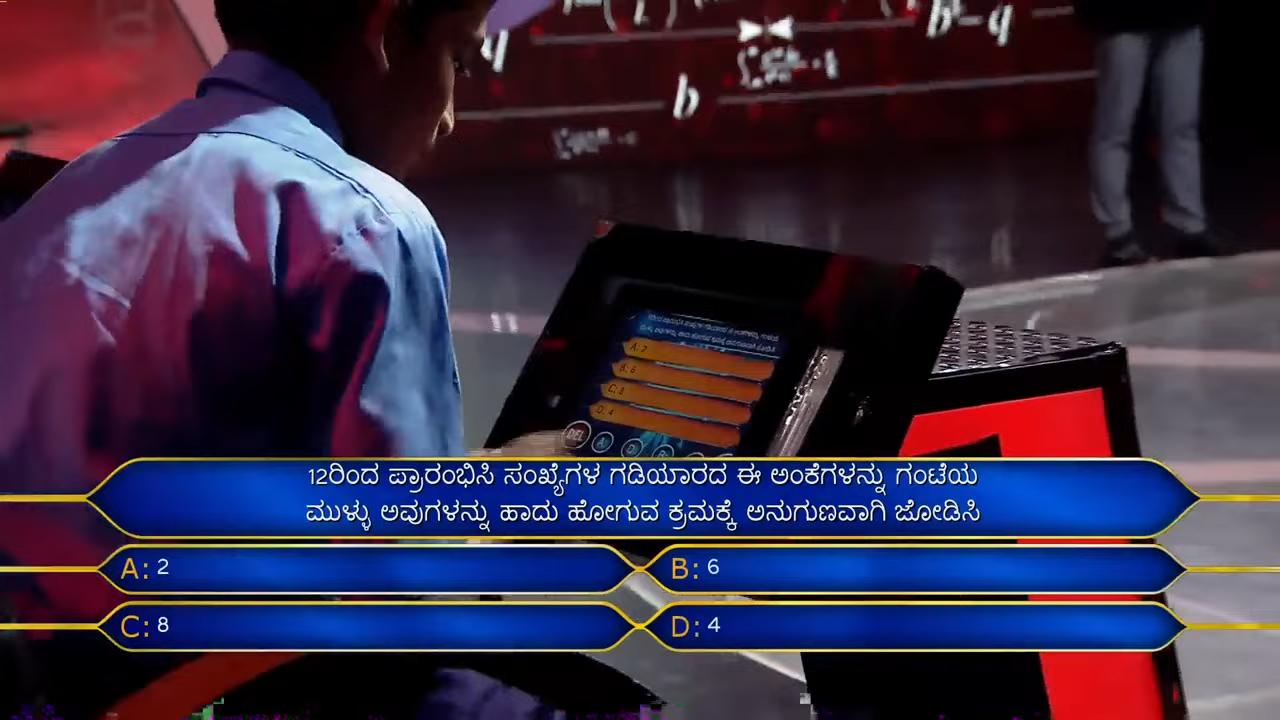 b
b - q
q
12ರಿಂದ ಪ್ರಾರಂಭಿಸಿ ಸಂಖ್ಯೆಗಳ ಗಡಿಯಾರದ ಈ ಅಂಕೆಗಳನ್ನು ಗಂಟೆಯ
ಮುಳ್ಳು ಅವುಗಳನ್ನು ಹಾದು ಹೋಗುವ ಕ್ರಮಕ್ಕೆ ಅನುಗುಣವಾಗಿ ಜೋಡಿಸಿ
A: 2
B: 6
C: 8
D: 4